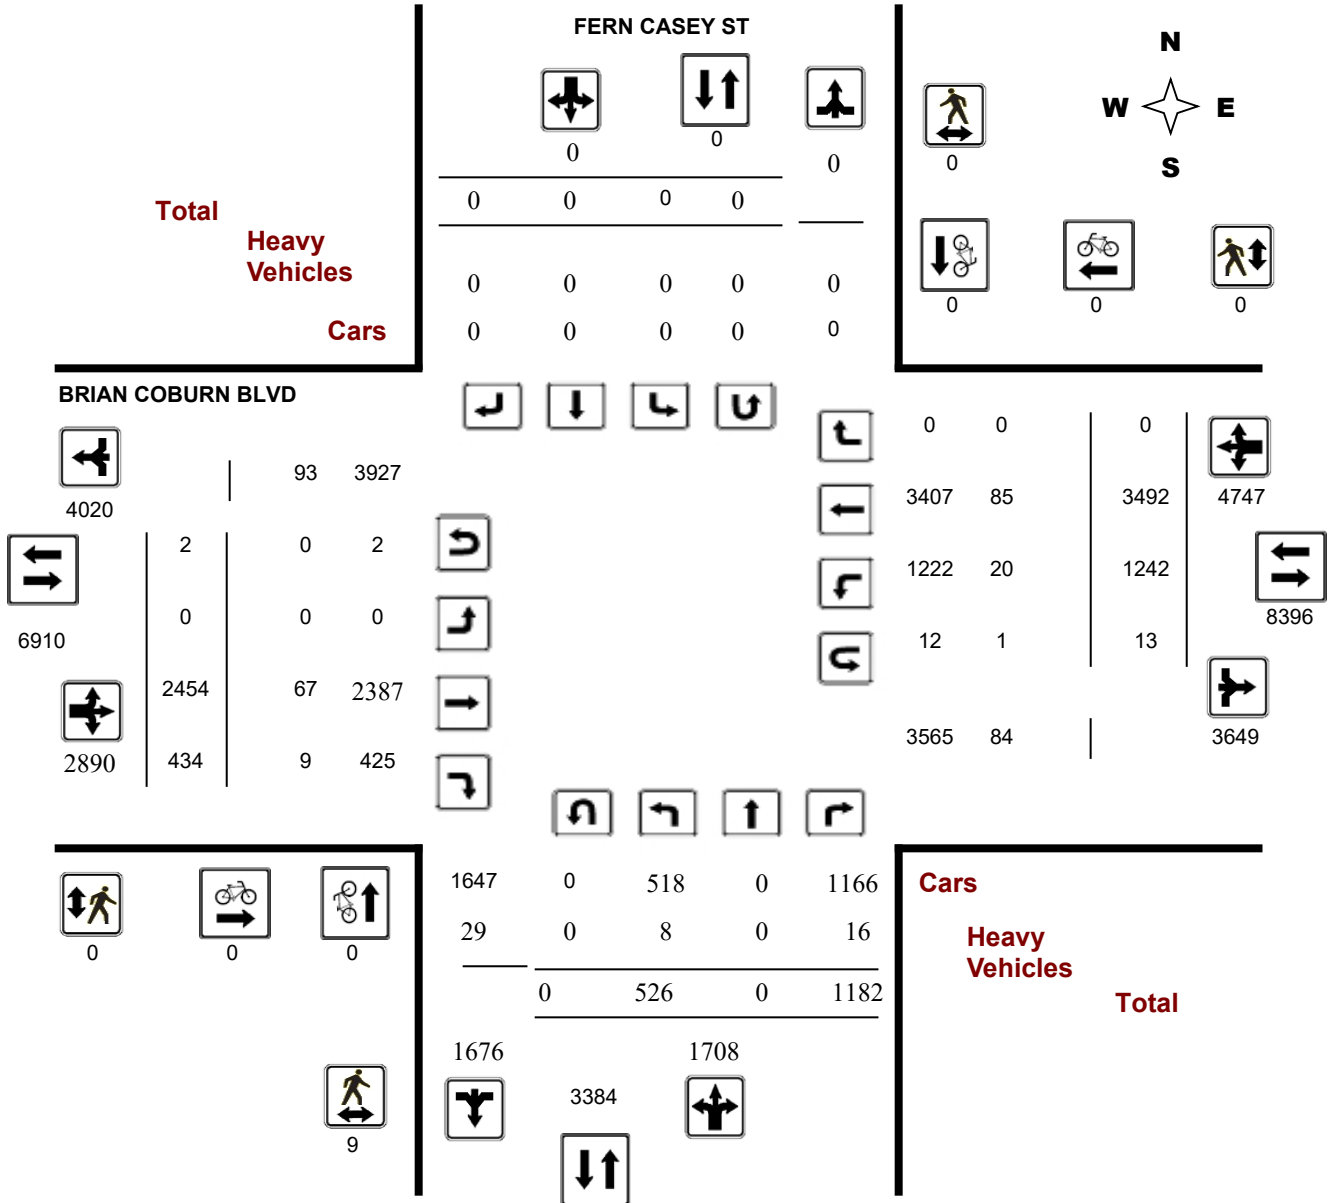 FERN CASEY ST
N
W E
S
0
0
0
0
0
0 0 0 0
Total
Heavy
Vehicles
0 0 0 0 0
0 0 0
Cars
0 0 0 0 0
BRIAN COBURN BLVD
0 0 0
93 3927
4020
3407 85 3492 4747
2 0 2
1222 20 1242
0 0 0
6910
8396
12 1 13
2454 67 2387
3565 84 3649
2890 434 9 425
1647 0 518 0 1166
Cars
29 0 8 0 16
Heavy
Vehicles
0 0 0
0 526 0 1182
Total
1676 1708
3384
9